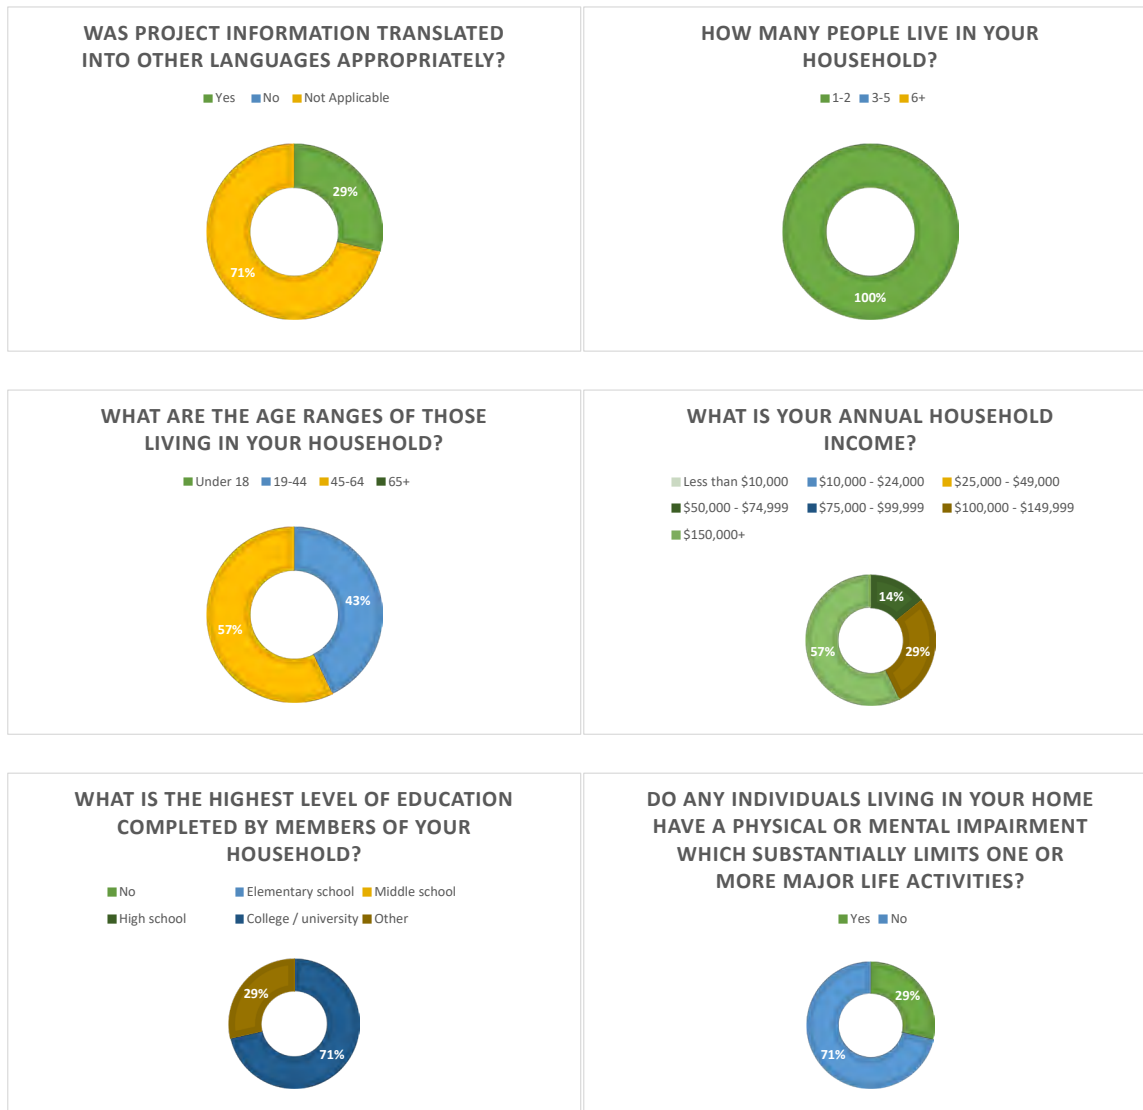 WAS PROJECT INFORMATION TRANSLATED
INTO OTHER LANGUAGES APPROPRIATELY?
Yes No Not Applicable
29%
71%
HOW MANY PEOPLE LIVE IN YOUR
HOUSEHOLD?
1-2 3-5 6+
100%
WHAT ARE THE AGE RANGES OF THOSE
LIVING IN YOUR HOUSEHOLD?
Under 18 19-44 45-64 65+
43%
57%
WHAT IS YOUR ANNUAL HOUSEHOLD
INCOME?
Less than $10,000 $10,000 - $24,000 $25,000 - $49,000
$50,000 - $74,999 $75,000 - $99,999 $100,000 - $149,999
$150,000+
14%
57% 29%
WHAT IS THE HIGHEST LEVEL OF EDUCATION
COMPLETED BY MEMBERS OF YOUR
HOUSEHOLD?
No Elementary school Middle school
High school College / university Other
29%
71%
DO ANY INDIVIDUALS LIVING IN YOUR HOME
HAVE A PHYSICAL OR MENTAL IMPAIRMENT
WHICH SUBSTANTIALLY LIMITS ONE OR
MORE MAJOR LIFE ACTIVITIES?
Yes No
29%
71%